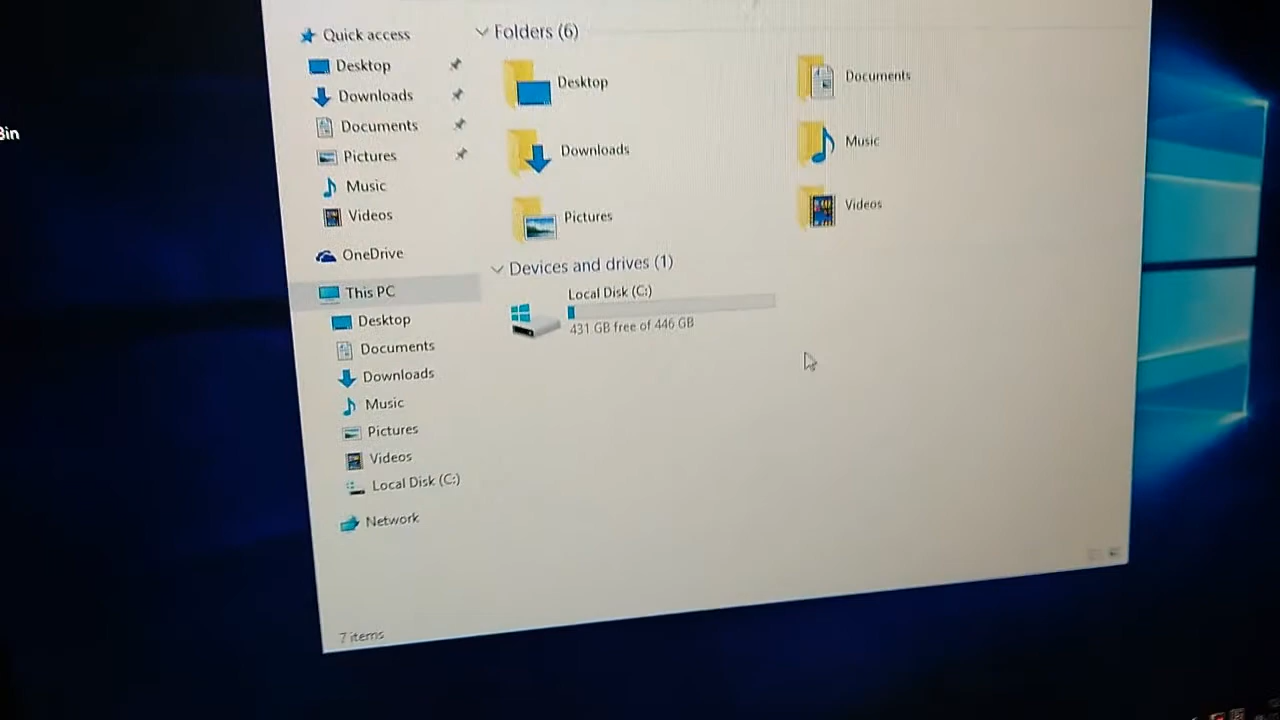 Bin
Quick access
Desktop
Downloads
Documents
Pictures
Music
Videos
OneDrive
This PC
Desktop
Documents
Downloads
Music
Pictures
Videos
Local Disk (C:)
Network
7 items
Folders (6)
Desktop
Documents
Downloads
Music
Pictures
Videos
Devices and drives (1)
Local Disk (C:)
431 GB free of 446 GB